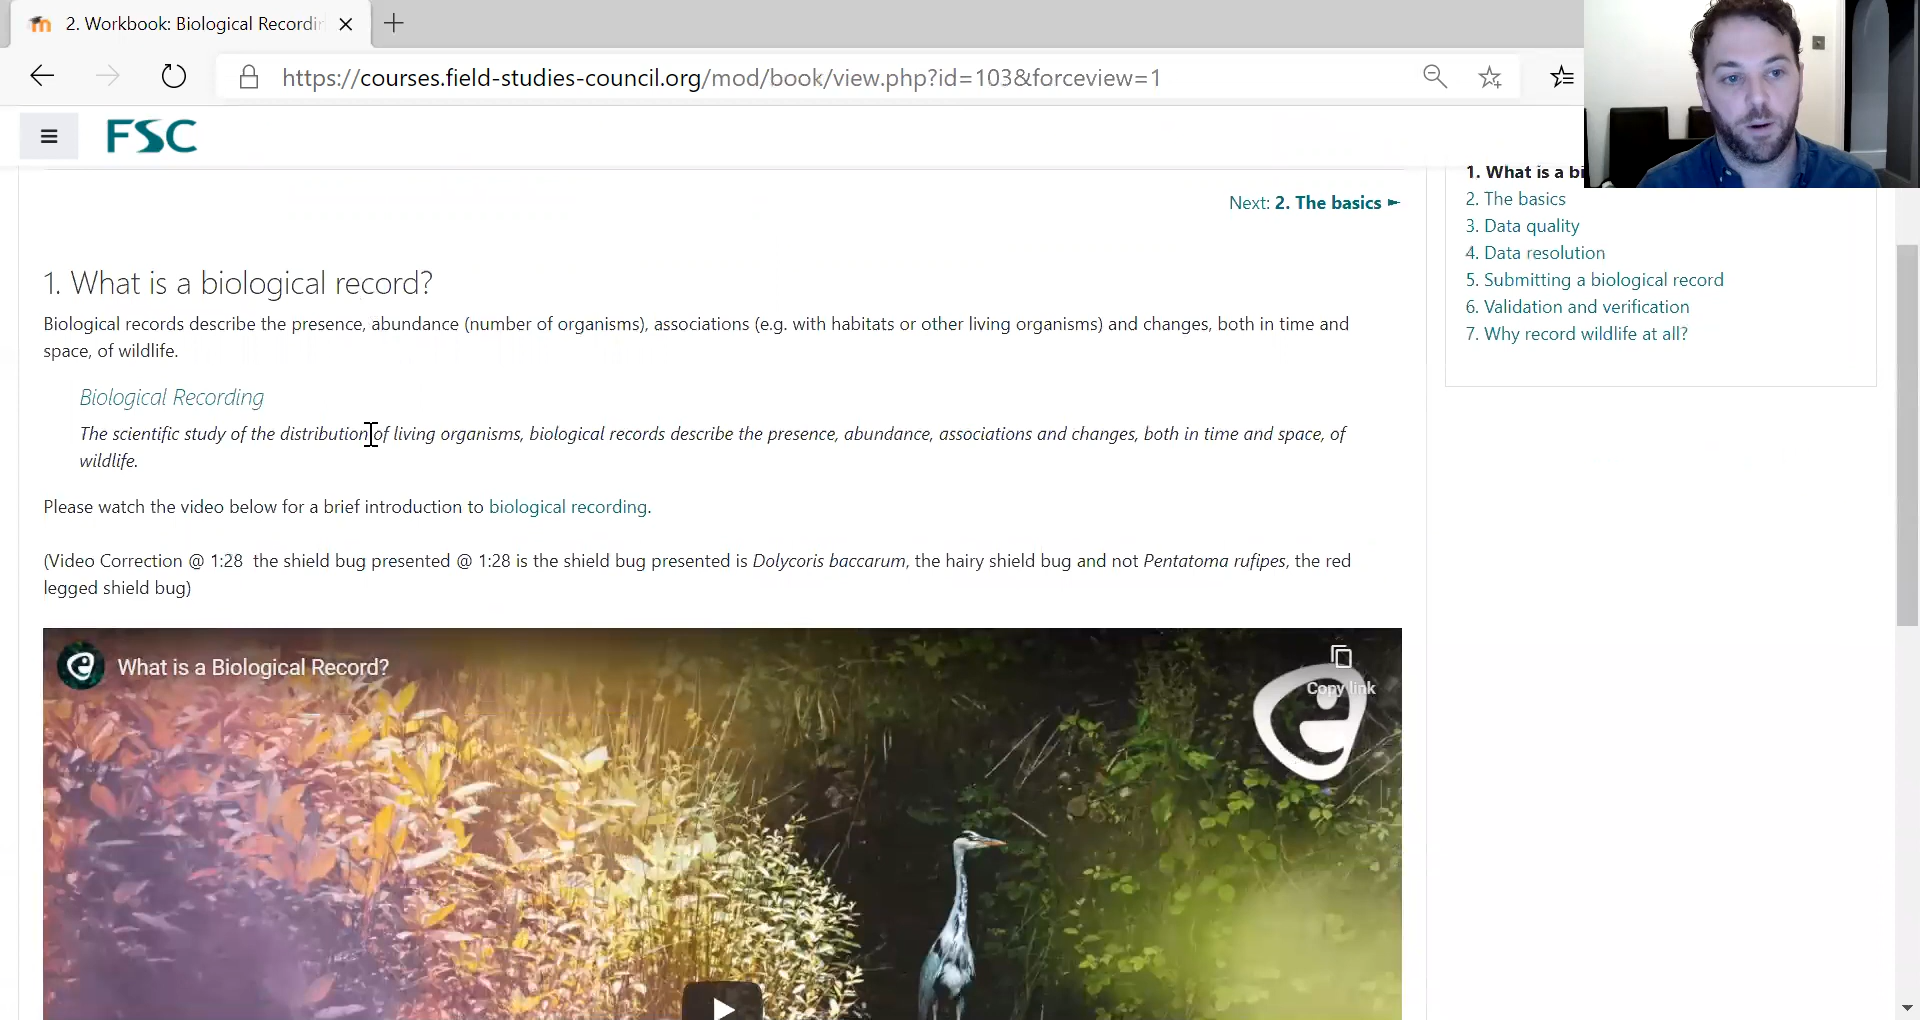 2. Workbook: Biological Recordin
https://courses.field-studies-council.org/mod/book/view.php?id=103&forceview=1
FSC
Next: 2. The basics ►
1. What is a biological record?
Biological records describe the presence, abundance (number of organisms), associations (e.g. with habitats or other living organisms) and changes, both in time and
space, of wildlife.
Biological Recording
The scientific study of the distribution of living organisms, biological records describe the presence, abundance, associations and changes, both in time and space, of
wildlife.
Please watch the video below for a brief introduction to biological recording.
(Video Correction @ 1:28 the shield bug presented @ 1:28 is the shield bug presented is Dolycoris baccarum, the hairy shield bug and not Pentatoma rufipes, the red
legged shield bug)
What is a Biological Record?
Copy link
1. What is a bi
2. The basics
3. Data quality
4. Data resolution
5. Submitting a biological record
6. Validation and verification
7. Why record wildlife at all?